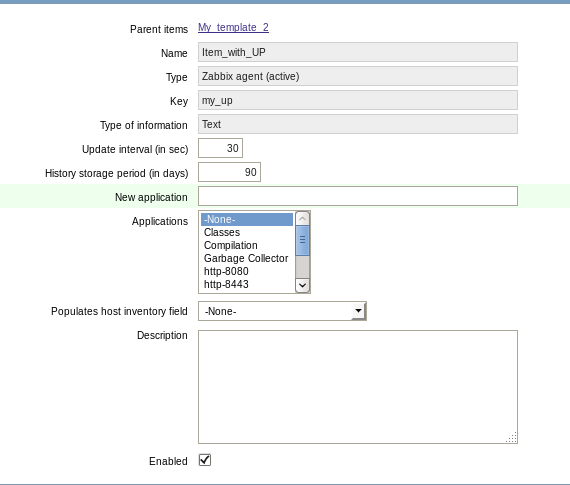 Parent items My_template_2
Name Item_with_UP
Type Zabbix agent (active)
Key my_up
Type of information Text
Update interval (in sec) 30
History storage period (in days) 90
New application
Applications -None-
Classes
Compilation
Garbage Collector
http-8080
http-8443
Populates host inventory field -None-
Description
Enabled